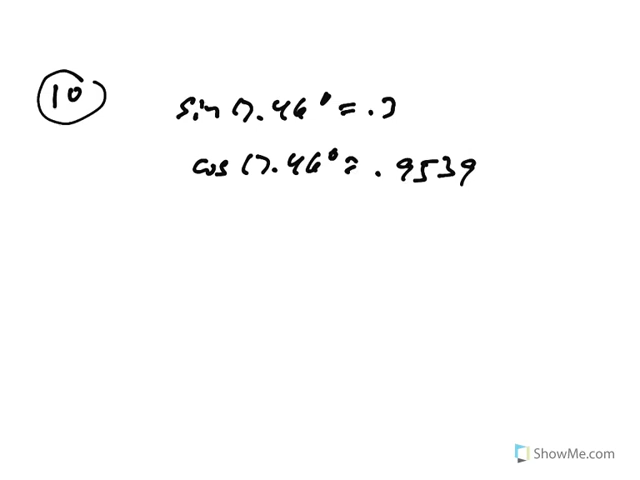 10
sin 17.46° = .3
cos 17.46° = .9539
ShowMe.com